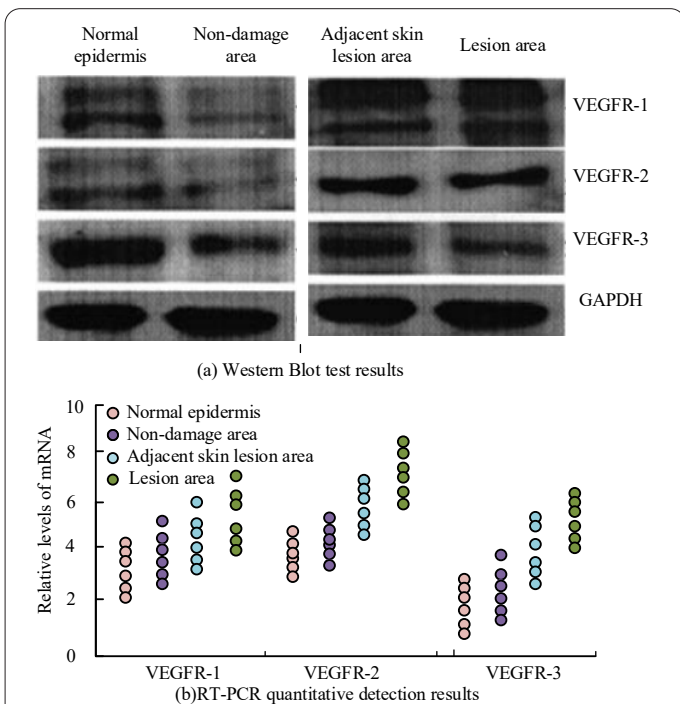 Normal epidermis
Non-damage area
Adjacent skin lesion area
Lesion area
VEGFR-1
VEGFR-2
VEGFR-3
GAPDH
(a) Western Blot test results
10
8
6
4
2
0
Relative levels of mRNA
Normal epidermis
Non-damage area
Adjacent skin lesion area
Lesion area
VEGFR-1
VEGFR-2
VEGFR-3
(b)RT-PCR quantitative detection results